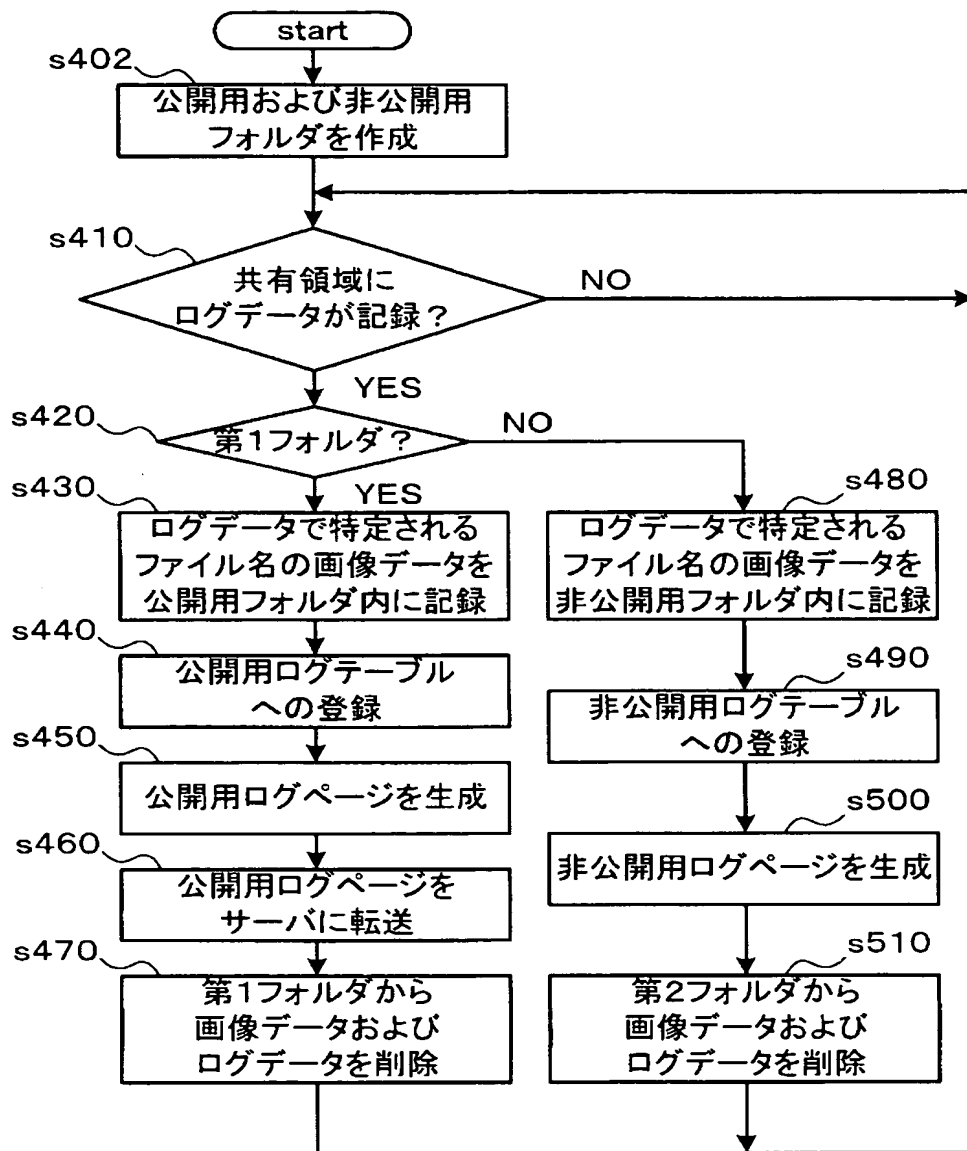 start
s402
公開用および非公開用
フォルダを作成
s410
共有領域に
ログデータが記録？
NO
YES
s420
第1フォルダ？
NO
YES
s430
ログデータで特定される
ファイル名の画像データを
公開用フォルダ内に記録
s440
公開用ログテーブル
への登録
s450
公開用ログページを生成
s460
公開用ログページを
サーバに転送
s470
第1フォルダから
画像データおよび
ログデータを削除
s480
ログデータで特定される
ファイル名の画像データを
非公開用フォルダ内に記録
s490
非公開用ログテーブル
への登録
s500
非公開用ログページを生成
s510
第2フォルダから
画像データおよび
ログデータを削除